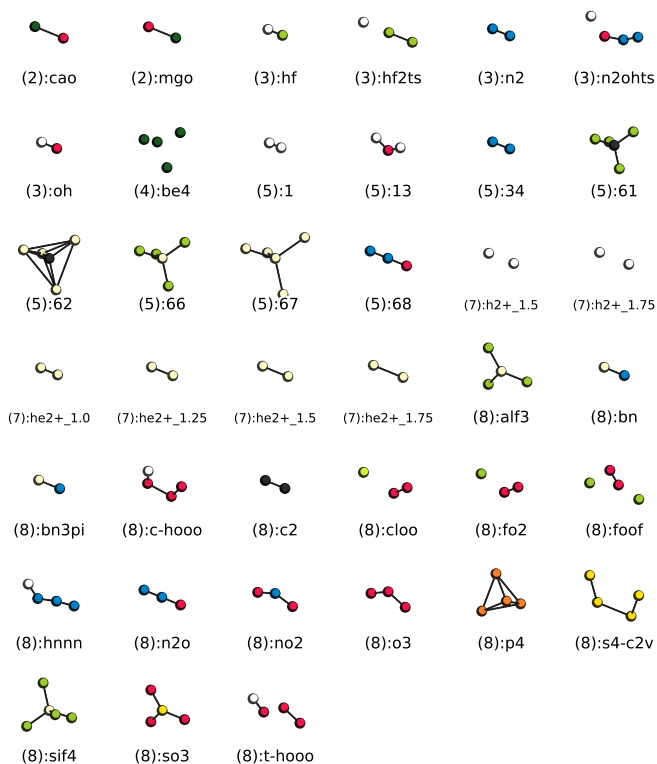 (2):cao (2):mgo (3):hf (3):hf2ts (3):n2 (3):n2ohts
(3):oh (4):be4 (5):1 (5):13 (5):34 (5):61
(5):62 (5):66 (5):67 (5):68 (7):h2+_1.5 (7):h2+_1.75
(7):he2+_1.0 (7):he2+_1.25 (7):he2+_1.5 (7):he2+_1.75 (8):alf3 (8):bn
(8):bn3pi (8):c-hooo (8):c2 (8):cloo (8):fo2 (8):foof
(8):hnnn (8):n2o (8):no2 (8):o3 (8):p4 (8):s4-c2v
(8):sif4 (8):so3 (8):t-hooo